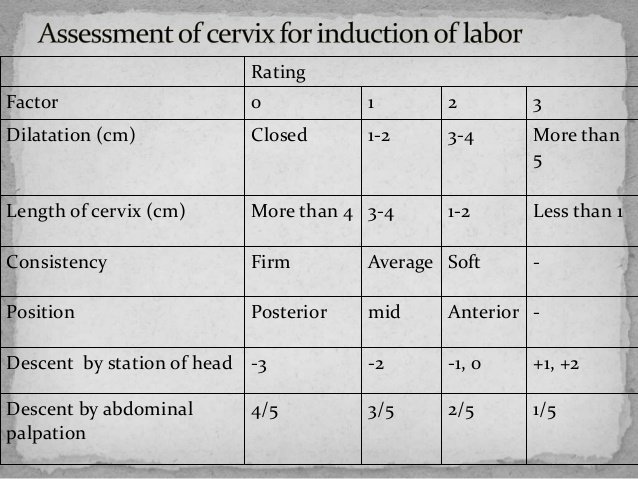 Assessment of cervix for induction of labor
Rating
Factor 0 1 2 3
Dilatation (cm) Closed 1-2 3-4 More than
5
Length of cervix (cm) More than 4 3-4 1-2 Less than 1
Consistency Firm Average Soft -
Position Posterior mid Anterior -
Descent by station of head -3 -2 -1, 0 +1, +2
Descent by abdominal 4/5 3/5 2/5 1/5
palpation